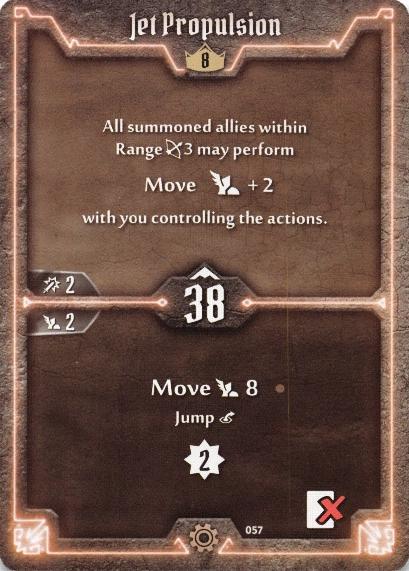 Jet Propulsion
8
All summoned allies within
Range 3 may perform
Move + 2
with you controlling the actions.
2
38
2
Move 8
Jump
2
057